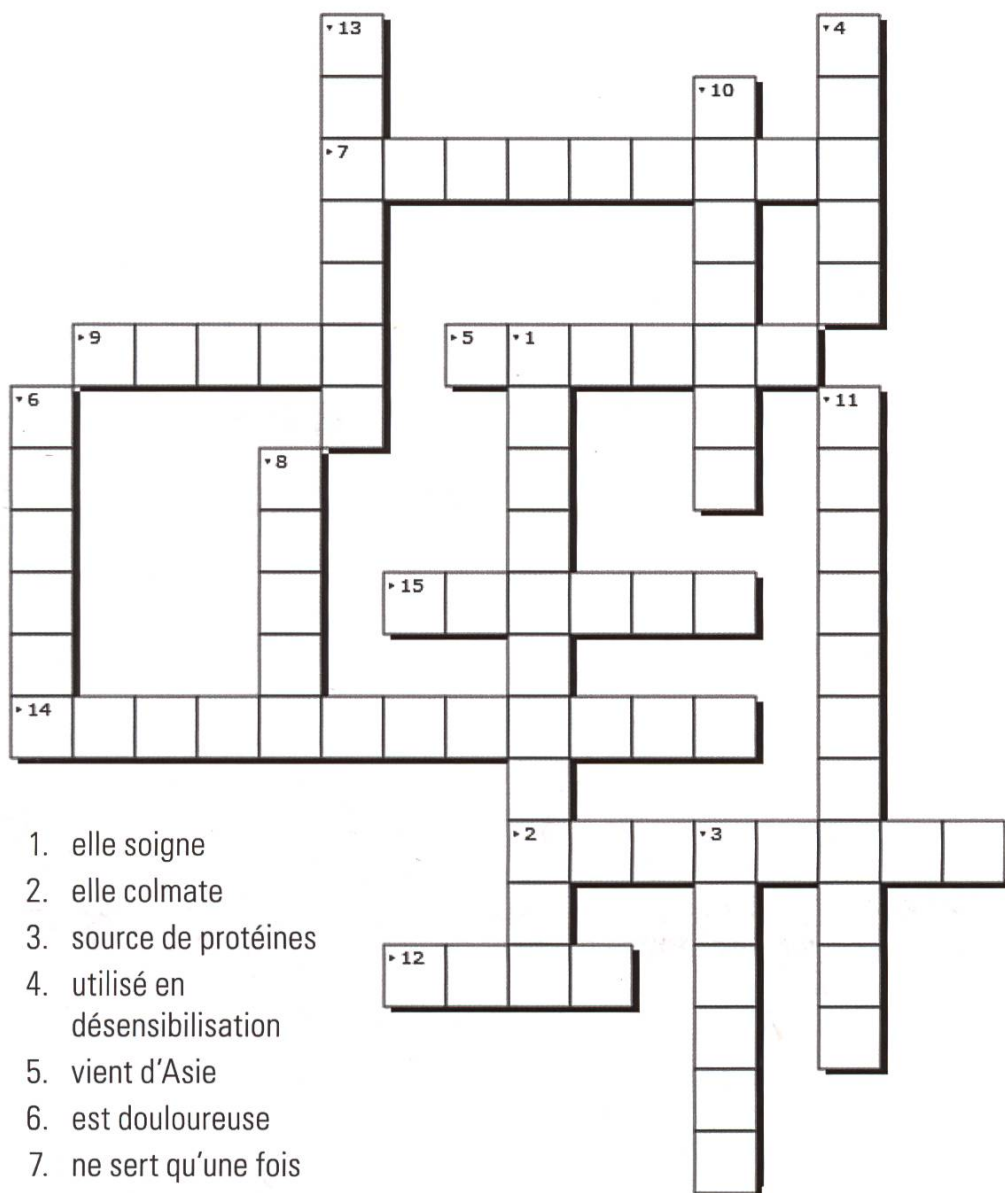 13
4
10
7
9
5
1
6
11
8
15
14
2
3
12
1. elle soigne
2. elle colmate
3. source de protéines
4. utilisé en
désensibilisation
5. vient d'Asie
6. est douloureuse
7. ne sert qu'une fois